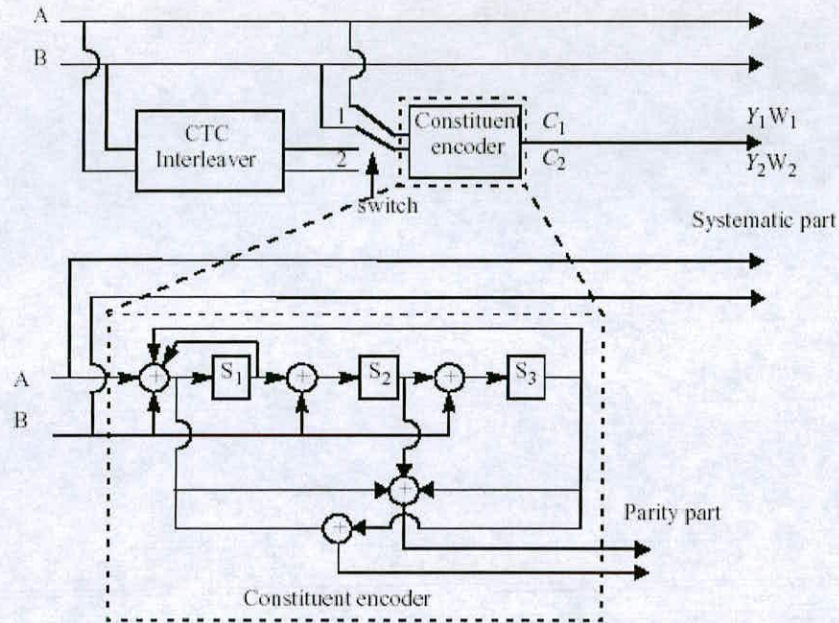 A
B
CTC
Interleaver
1
2
switch
Constituent
encoder
C₁
C₂
Y₁W₁
Y₂W₂
Systematic part
A
B
+
S₁
+
S₂
+
S₃
+
+
Parity part
Constituent encoder